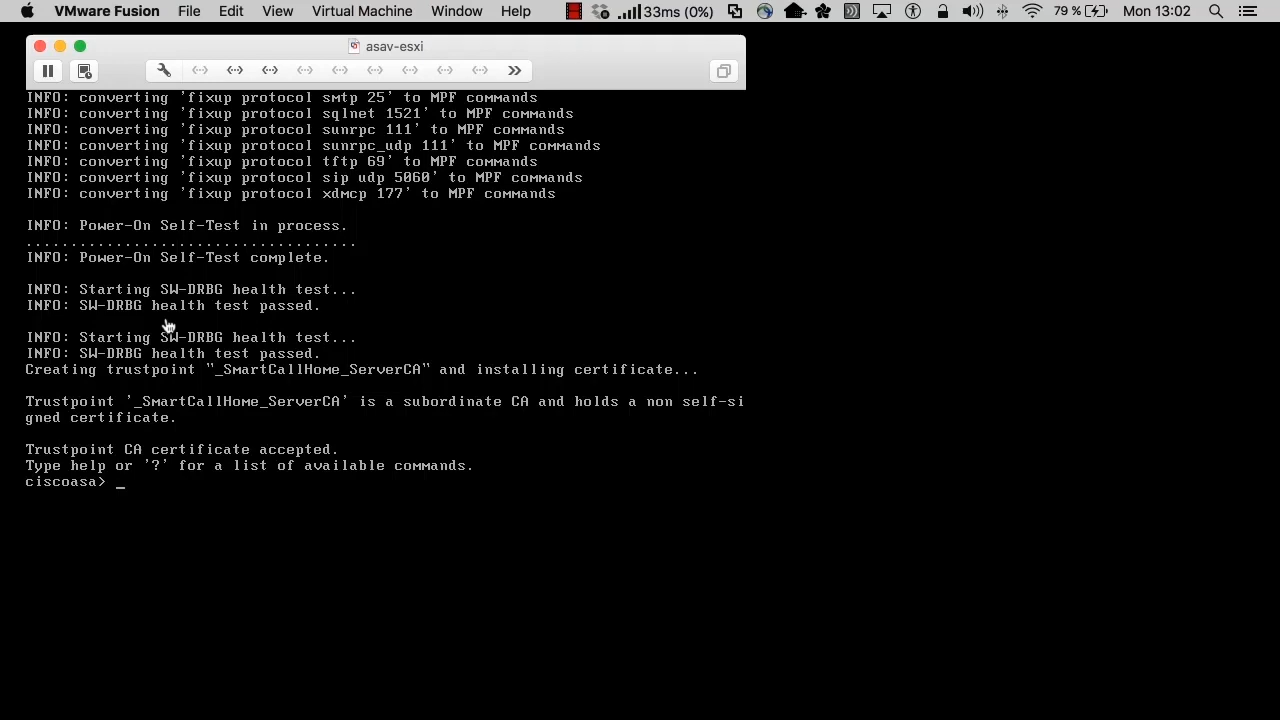 VMware Fusion File Edit View Virtual Machine Window Help 33ms (0%) 79 % Mon 13:02
asav-esxi
INFO: converting 'fixup protocol smtp 25' to MPF commands
INFO: converting 'fixup protocol sqlnet 1521' to MPF commands
INFO: converting 'fixup protocol sunrpc 111' to MPF commands
INFO: converting 'fixup protocol sunrpc_udp 111' to MPF commands
INFO: converting 'fixup protocol tftp 69' to MPF commands
INFO: converting 'fixup protocol sip udp 5060' to MPF commands
INFO: converting 'fixup protocol xdmcp 177' to MPF commands
INFO: Power-On Self-Test in process.
.....................................
INFO: Power-On Self-Test complete.
INFO: Starting SW-DRBG health test...
INFO: SW-DRBG health test passed.
INFO: Starting SW-DRBG health test...
INFO: SW-DRBG health test passed.
Creating trustpoint "_SmartCallHome_ServerCA" and installing certificate...
Trustpoint '_SmartCallHome_ServerCA' is a subordinate CA and holds a non self-si
gned certificate.
Trustpoint CA certificate accepted.
Type help or '?' for a list of available commands.
ciscoasa> _